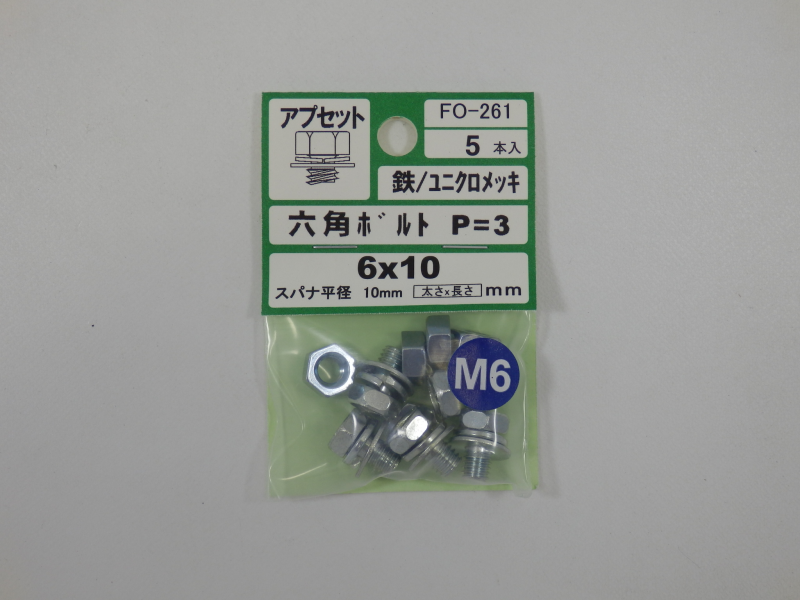 アプセット
FO-261
5 本入
鉄/ユニクロメッキ
六角ボルト P=3
6x10
スパナ平径 10mm 太さx長さ mm
M6